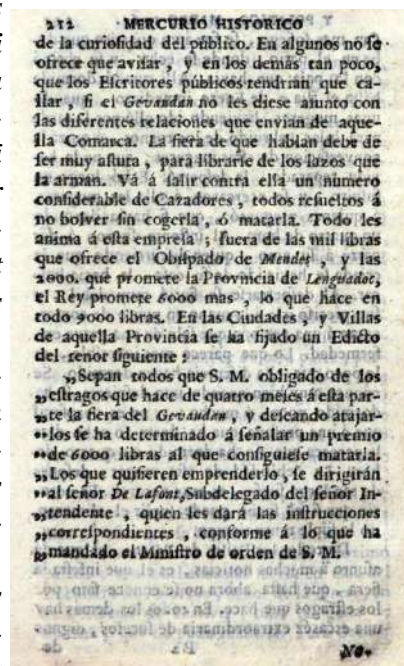 212 MERCURIO HISTORICO
de la curiosidad del público. En algunos no se
ofrece que avisar, y en los demás tan poco,
que los Escritores públicos tendrian que ca-
llar, si el Gevaudan no les diese asunto con
las diferentes relaciones que envian de aque-
lla Comarca. La fiera de que hablan debe de
ser muy astuta, para librarse de los lazos que
la arman. Vá á salir contra ella un numero
considerable de Cazadores, todos resueltos á
no bolver sin cogerla, ó matarla. Todo les
anima á esta empresa; fuera de las mil libras
que ofrece el Obispado de Mendes, y las
2000. que promete la Provincia de Lenguadoc,
el Rey promete 6000 mas, lo que hace en
todo 9000 libras. En las Ciudades, y Villas
de aquella Provincia se ha fijado un Edicto
del tenor siguiente:
„Sepan todos que S. M. obligado de los
„estragos que hace de quatro meses á esta par-
„te la fiera del Gevaudan, y deseando atajar-
„los se ha determinado á señalar un premio
„de 6000 libras al que consiguiese matarla.
„Los que quisieren emprenderlo, se dirigirán
„al señor De Lafont, Subdelegado del señor In-
„tendente, quien les dará las instrucciones
„correspondientes, conforme á lo que ha
„mandado el Ministro de orden de S. M.
No-